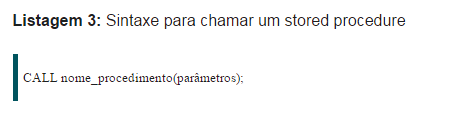 Listagem 3: Sintaxe para chamar um stored procedure
CALL nome_procedimento(parâmetros);